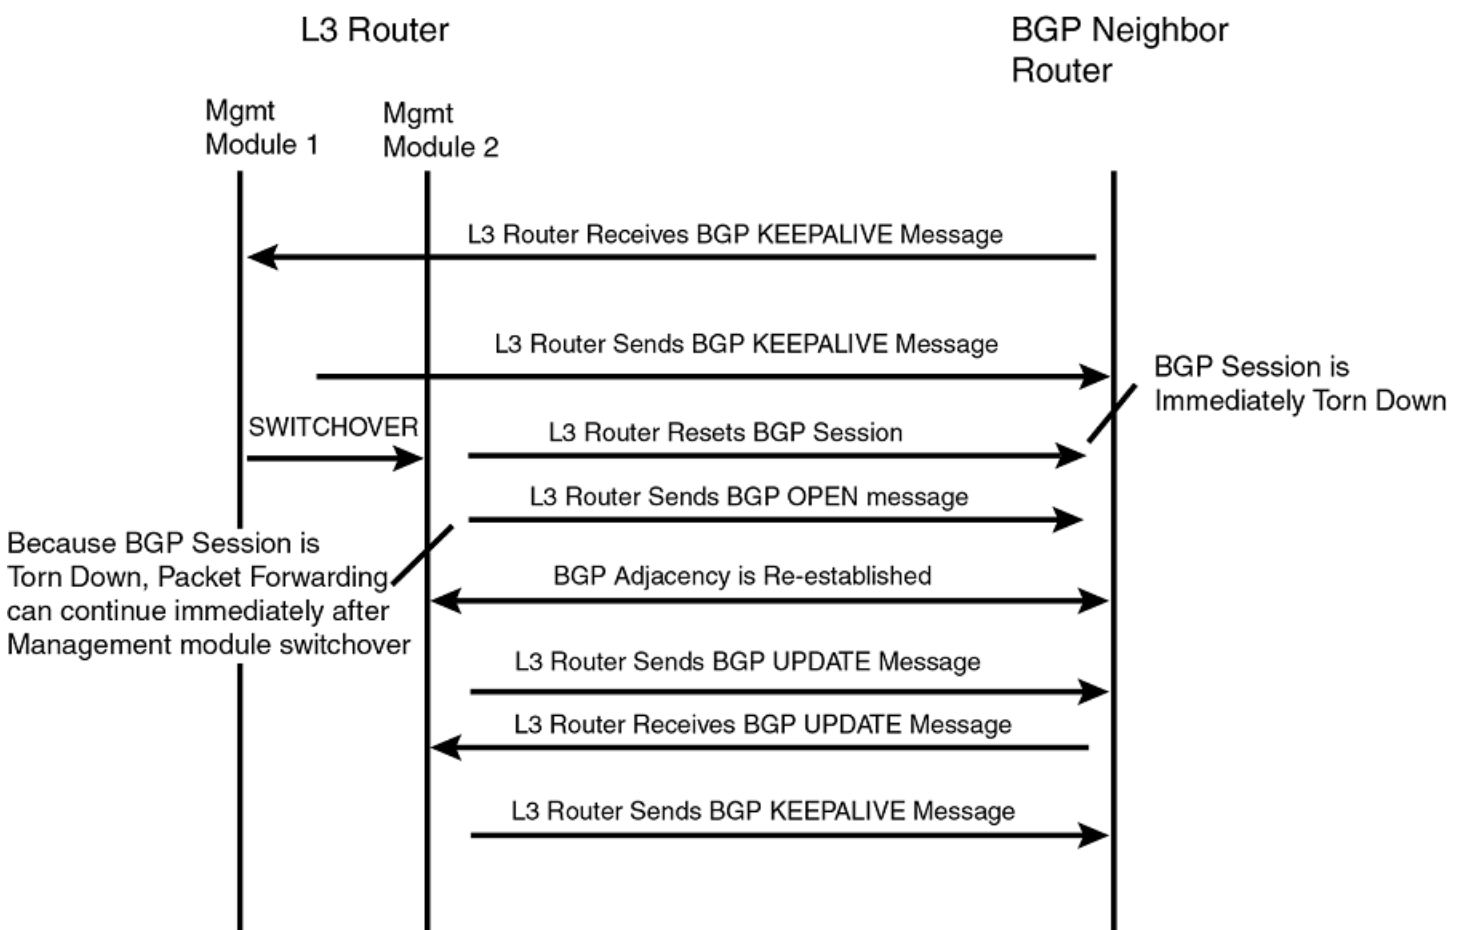 L3 Router
BGP Neighbor
Router
Mgmt
Module 1
Mgmt
Module 2
L3 Router Receives BGP KEEPALIVE Message
L3 Router Sends BGP KEEPALIVE Message
BGP Session is
Immediately Torn Down
SWITCHOVER
L3 Router Resets BGP Session
L3 Router Sends BGP OPEN message
Because BGP Session is
Torn Down, Packet Forwarding
can continue immediately after
Management module switchover
BGP Adjacency is Re-established
L3 Router Sends BGP UPDATE Message
L3 Router Receives BGP UPDATE Message
L3 Router Sends BGP KEEPALIVE Message